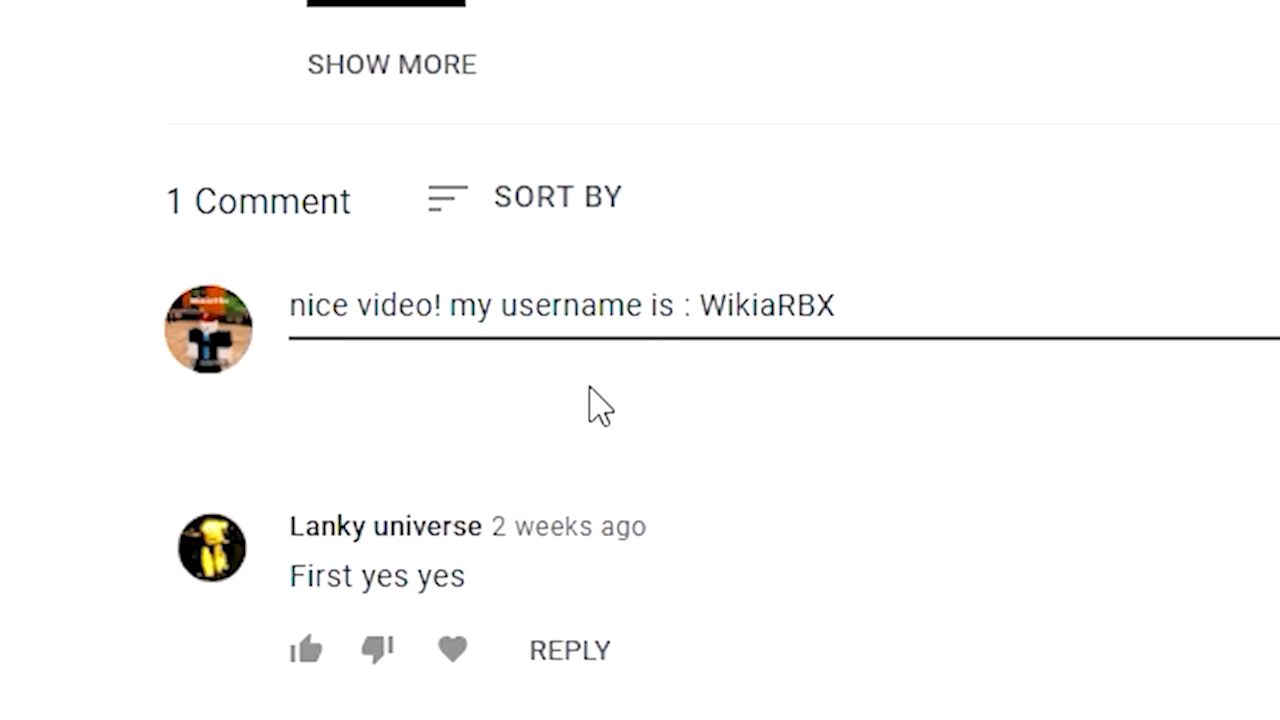 SHOW MORE
1 Comment
SORT BY
nice video! my username is : WikiaRBX
Lanky universe 2 weeks ago
First yes yes
REPLY